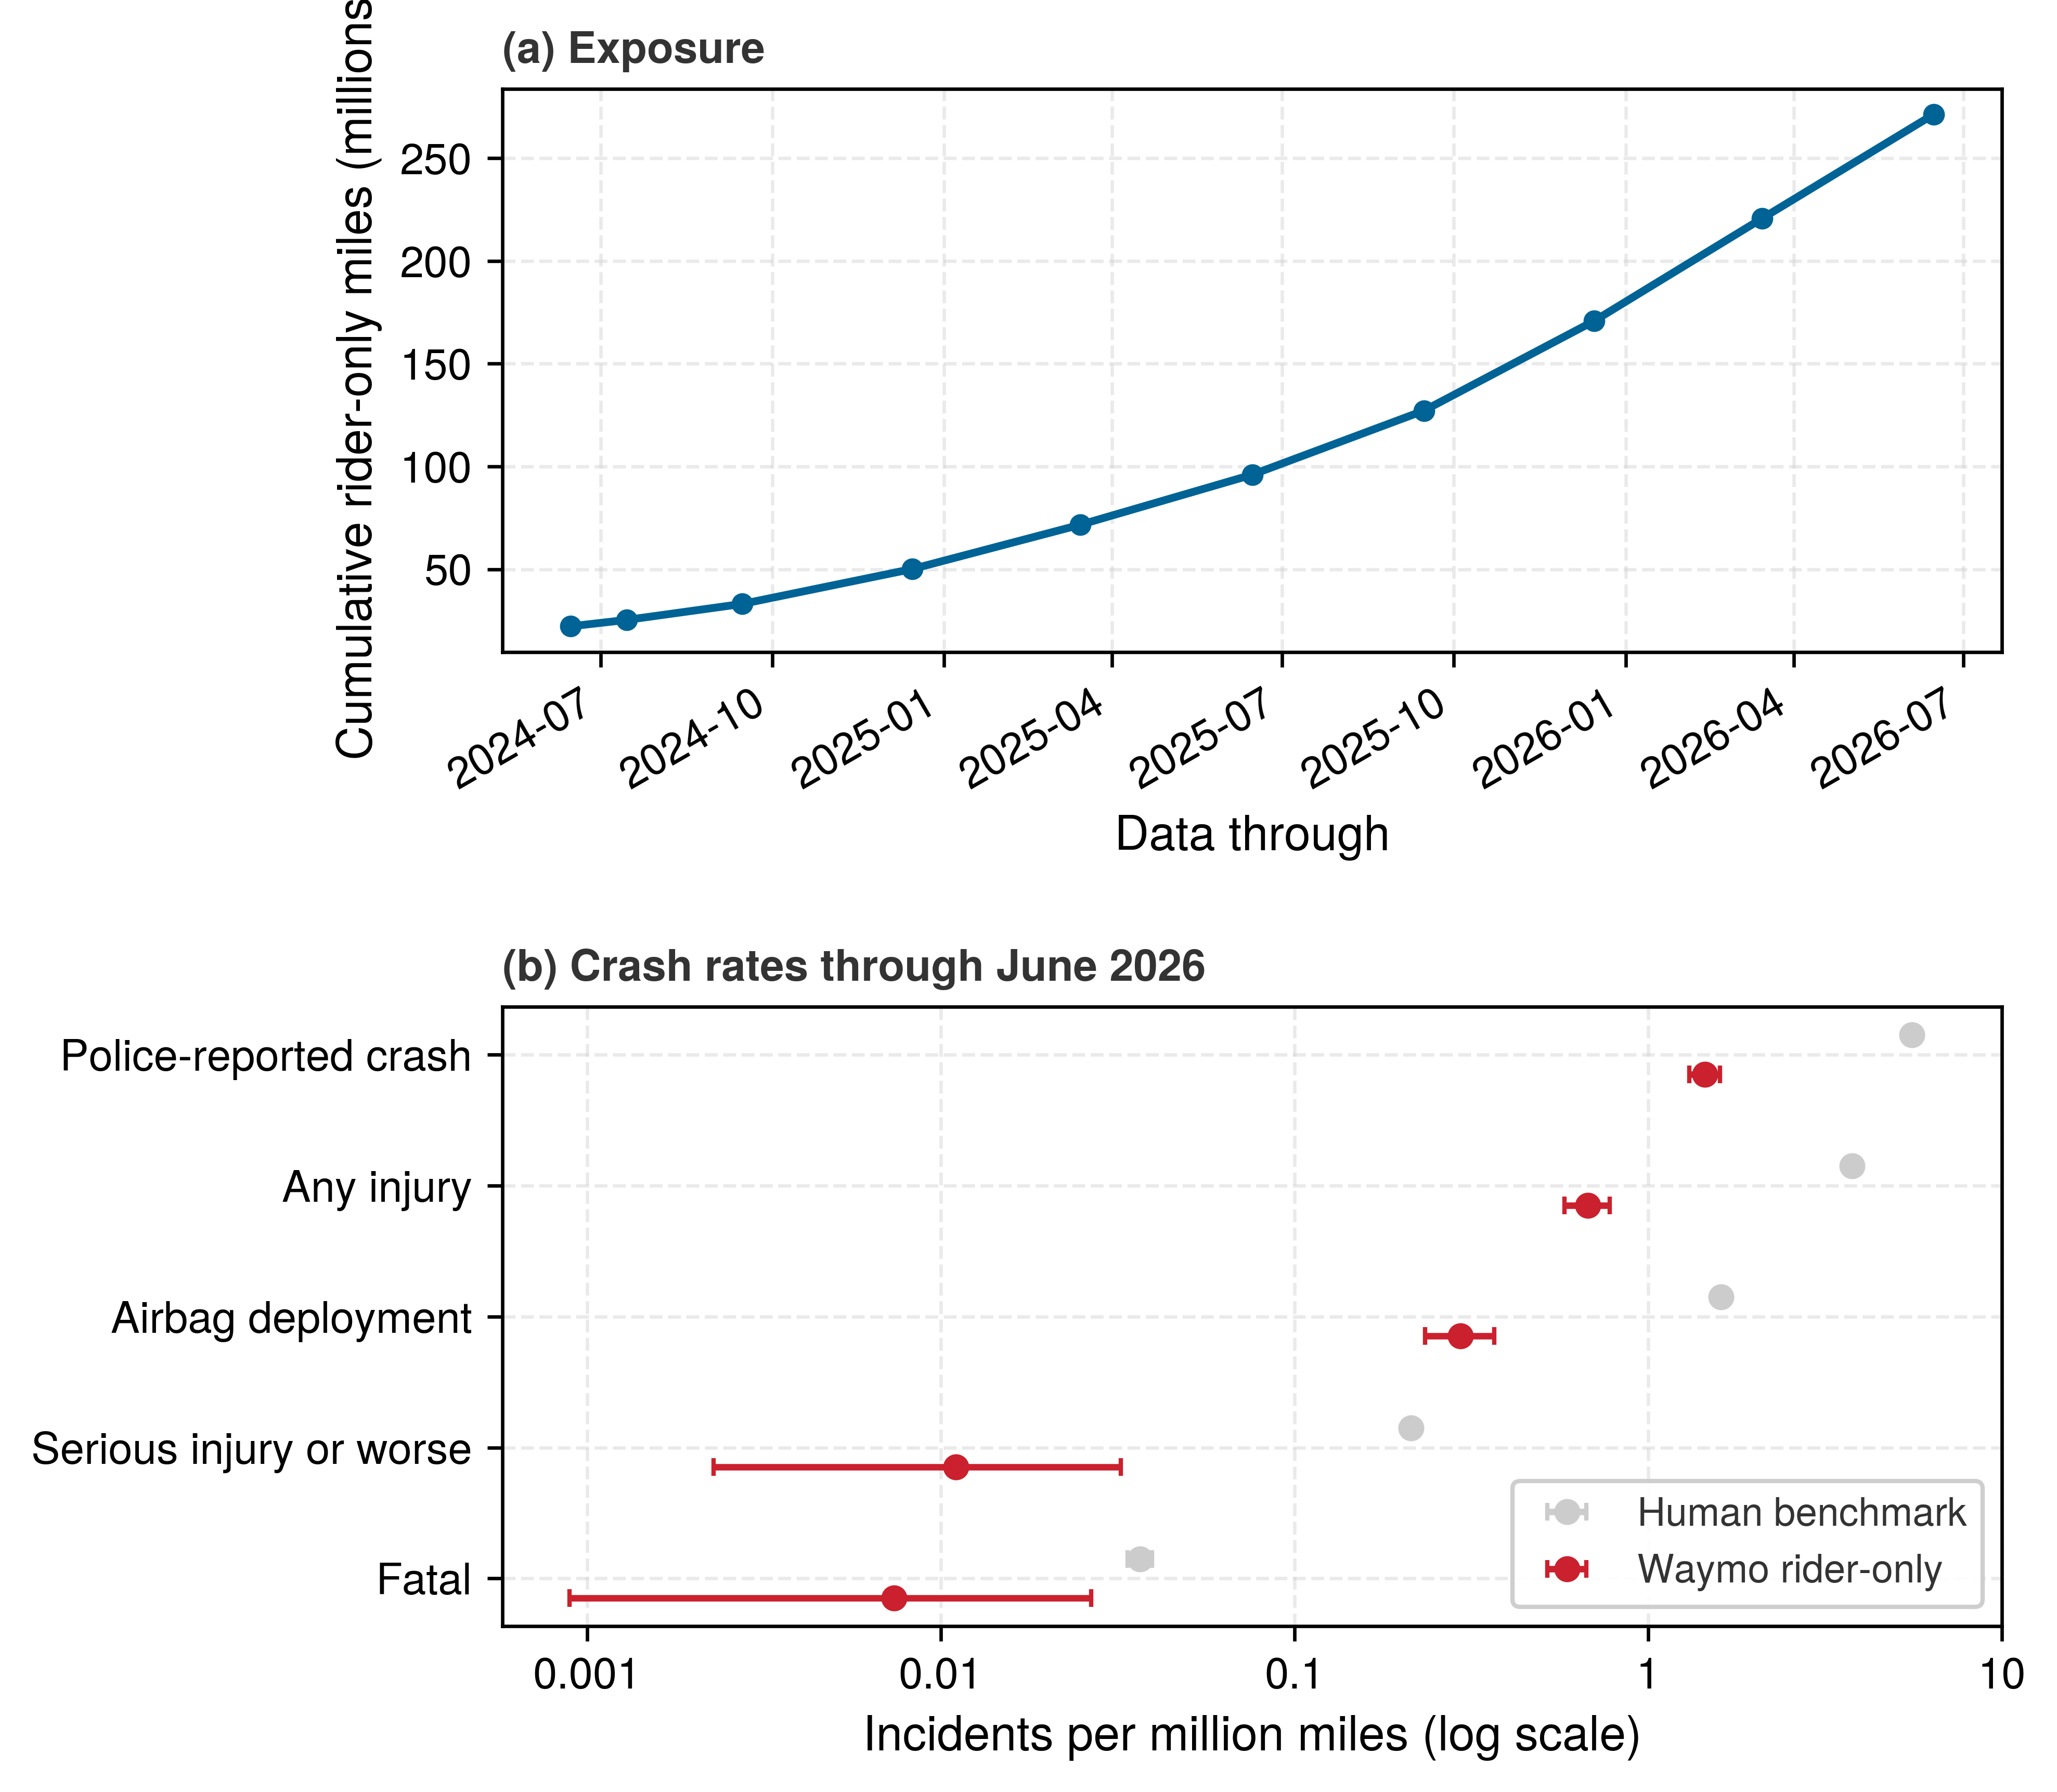 (a) Exposure
Cumulative rider-only miles (millions
250
200
150
100
50
2024-07
2024-10
2025-01
2025-04
2025-07
2025-10
2026-01
2026-04
2026-07
Data through
(b) Crash rates through June 2026
Police-reported crash
Any injury
Airbag deployment
Serious injury or worse
Fatal
Human benchmark
Waymo rider-only
0.001
0.01
0.1
1
10
Incidents per million miles (log scale)